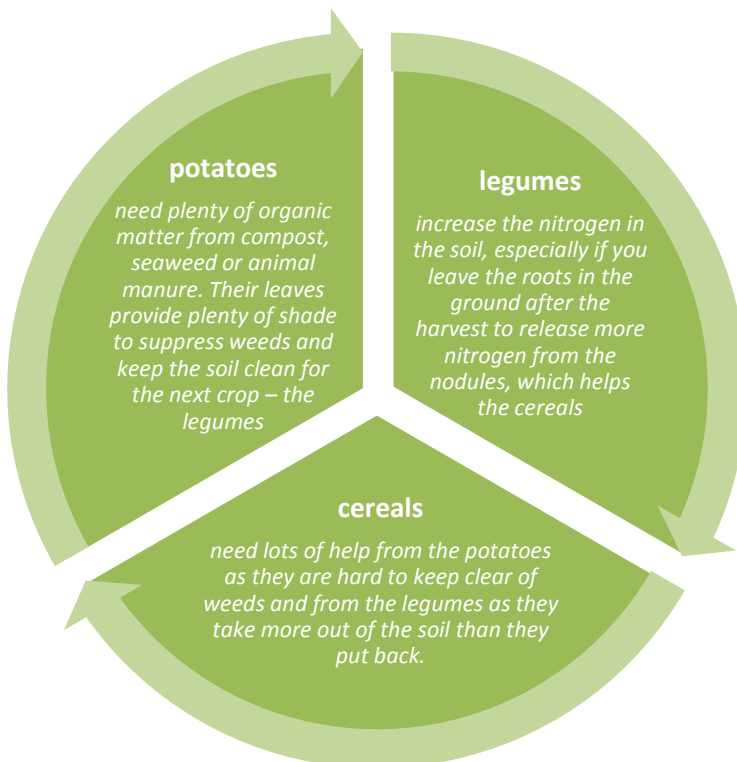 potatoes
need plenty of organic
matter from compost,
seaweed or animal
manure. Their leaves
provide plenty of shade
to suppress weeds and
keep the soil clean for
the next crop – the
legumes
legumes
increase the nitrogen in
the soil, especially if you
leave the roots in the
ground after the
harvest to release more
nitrogen from the
nodules, which helps
the cereals
cereals
need lots of help from the potatoes
as they are hard to keep clear of
weeds and from the legumes as they
take more out of the soil than they
put back.